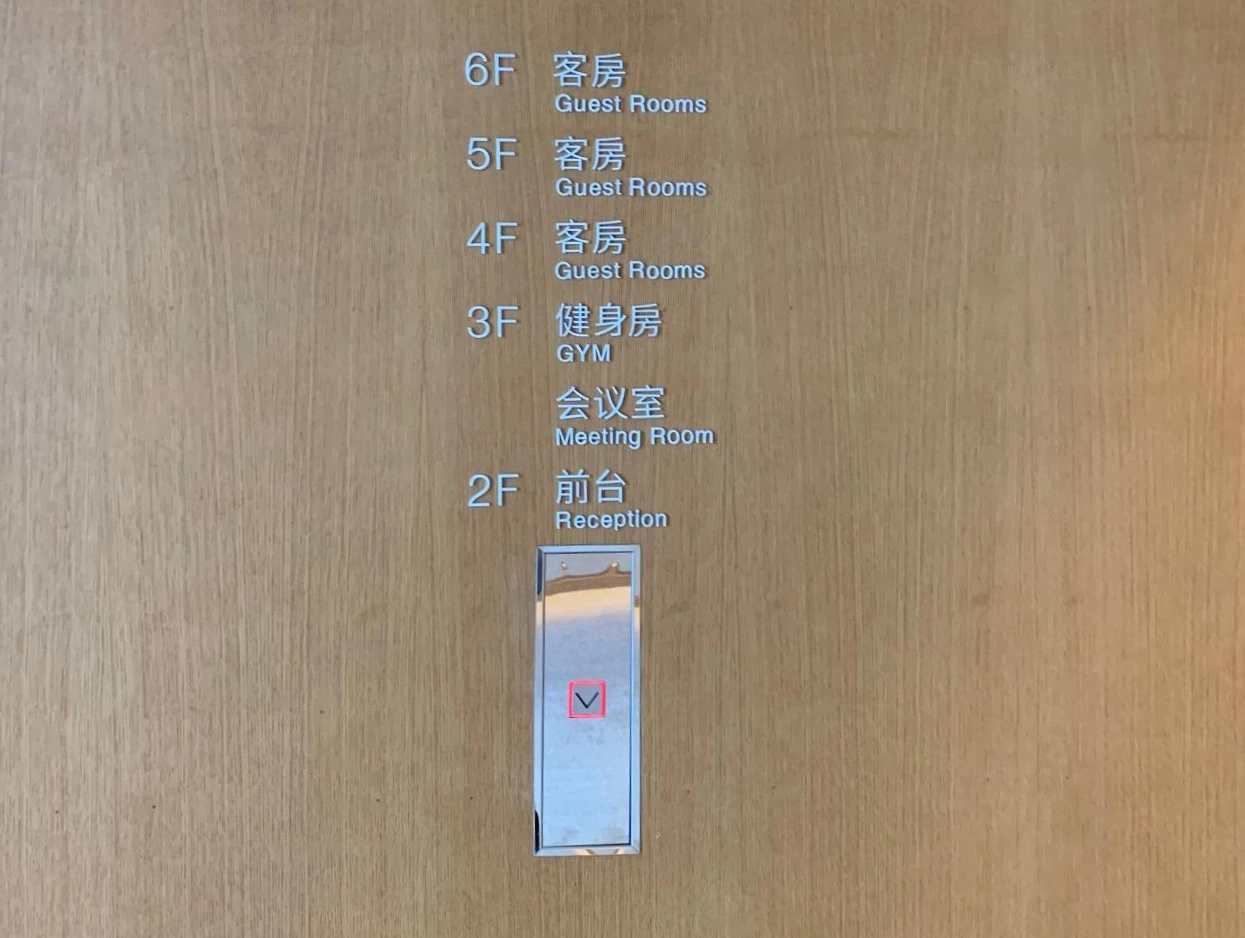 6F 客房
Guest Rooms
5F 客房
Guest Rooms
4F 客房
Guest Rooms
3F 健身房
GYM
会议室
Meeting Room
2F 前台
Reception